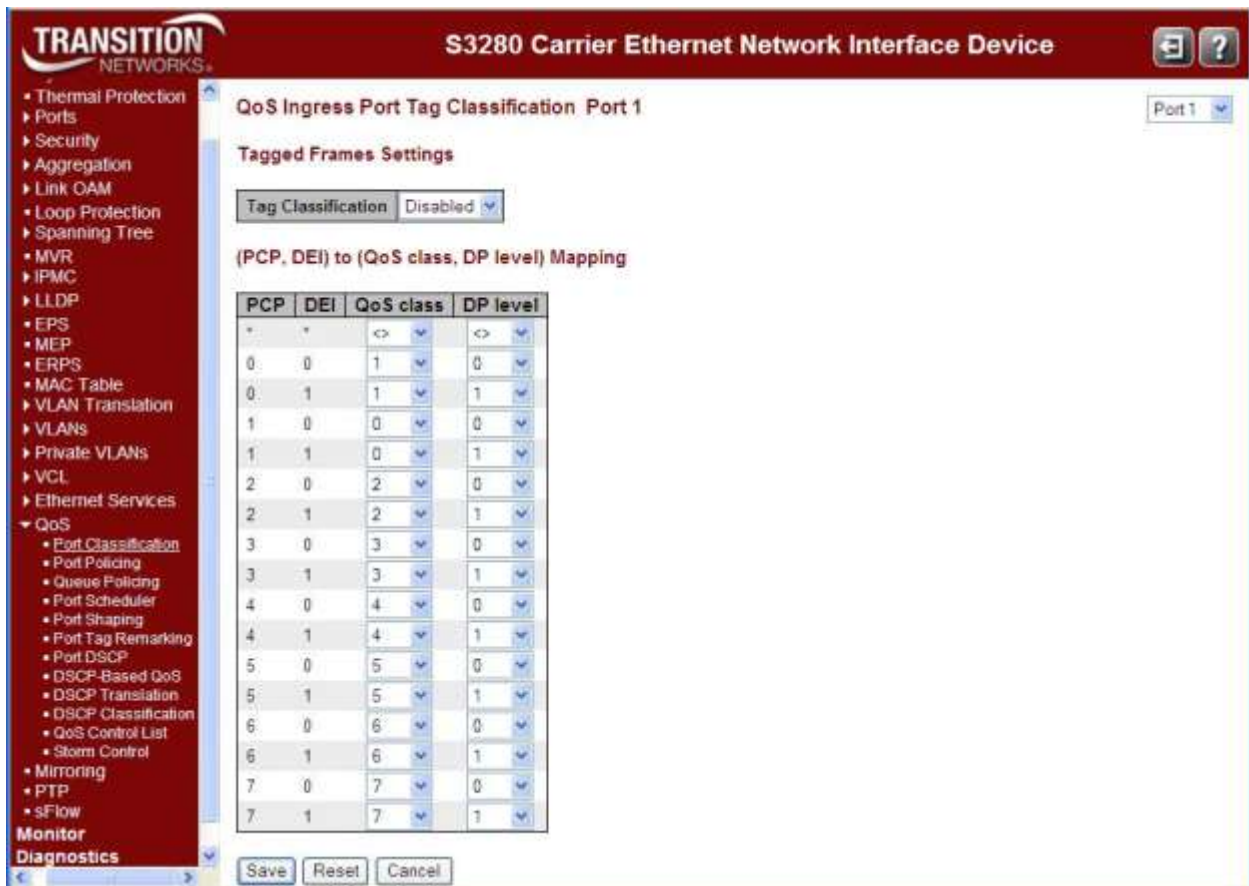 TRANSITION
NETWORKS®
S3280 Carrier Ethernet Network Interface Device
?
Thermal Protection
Ports
Security
Aggregation
Link OAM
Loop Protection
Spanning Tree
MVR
IPMC
LLDP
EPS
MEP
ERPS
MAC Table
VLAN Translation
VLANs
Private VLANs
VCL
Ethernet Services
QoS
Port Classification
Port Policing
Queue Policing
Port Scheduler
Port Shaping
Port Tag Remarking
Port DSCP
DSCP-Based QoS
DSCP Translation
DSCP Classification
QoS Control List
Storm Control
Mirroring
PTP
sFlow
Monitor
Diagnostics
QoS Ingress Port Tag Classification Port 1
Port 1
Tagged Frames Settings
Tag Classification Disabled
(PCP, DEI) to (QoS class, DP level) Mapping
PCP DEI QoS class DP level
* * <> <>
0 0 1 0
0 1 1 1
1 0 0 0
1 1 0 1
2 0 2 0
2 1 2 1
3 0 3 0
3 1 3 1
4 0 4 0
4 1 4 1
5 0 5 0
5 1 5 1
6 0 6 0
6 1 6 1
7 0 7 0
7 1 7 1
Save Reset Cancel